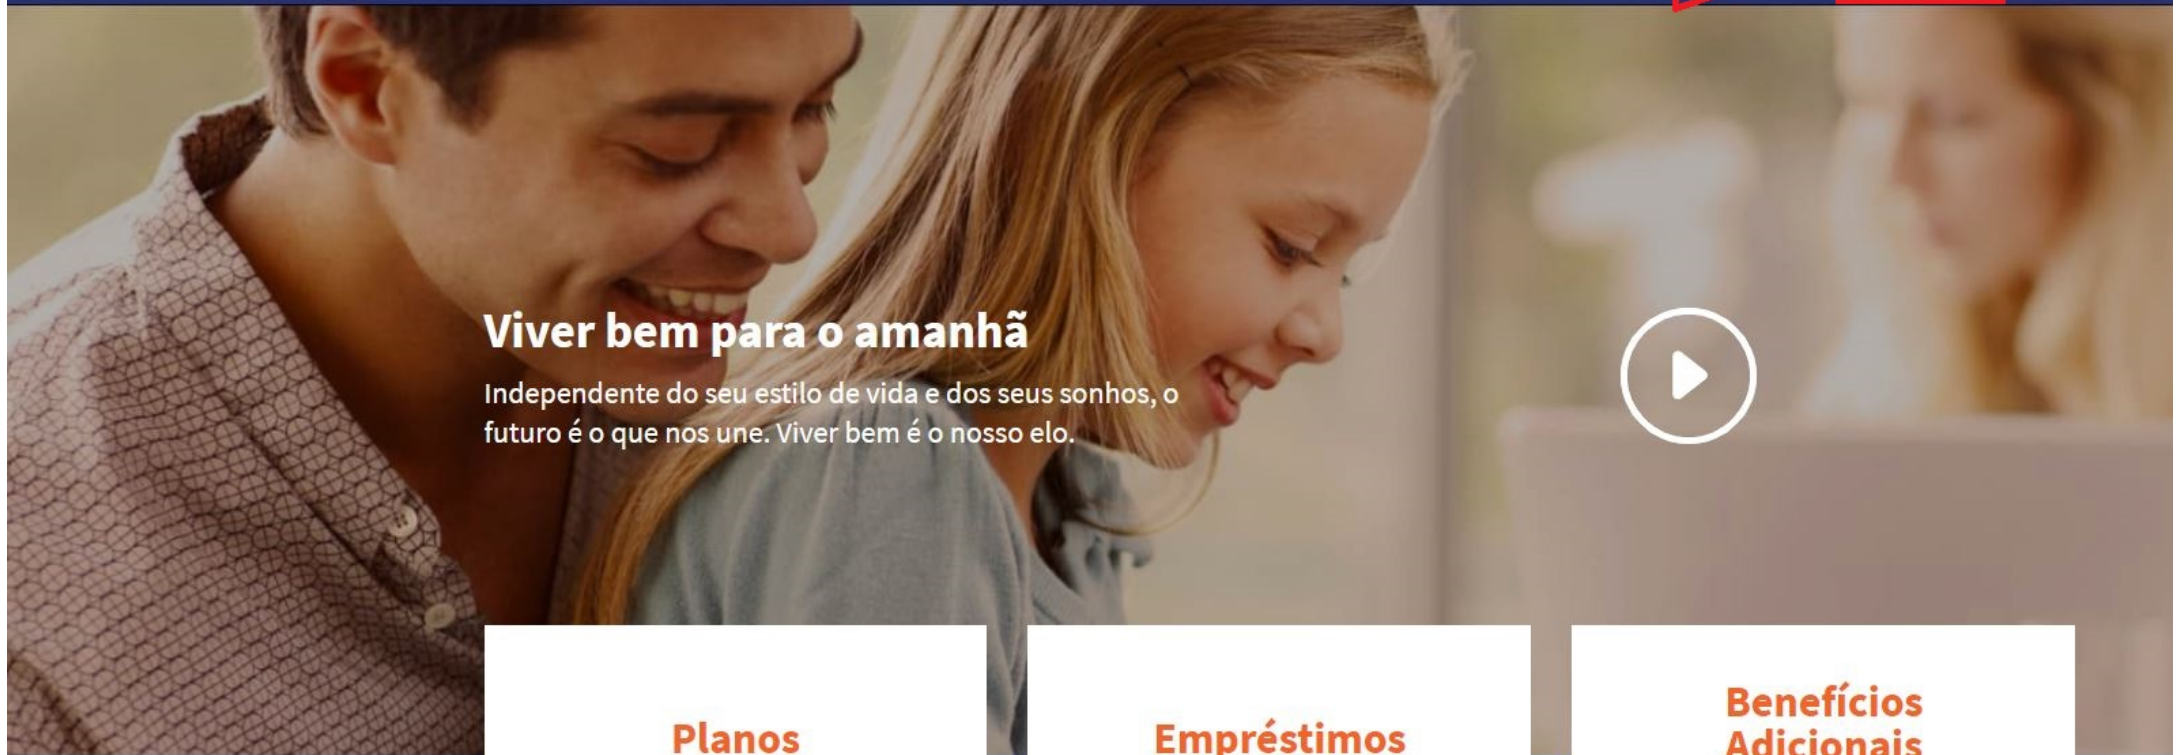 Viver bem para o amanhã
Independente do seu estilo de vida e dos seus sonhos, o
futuro é o que nos une. Viver bem é o nosso elo.
Planos
Empréstimos
Benefícios
Adicionais